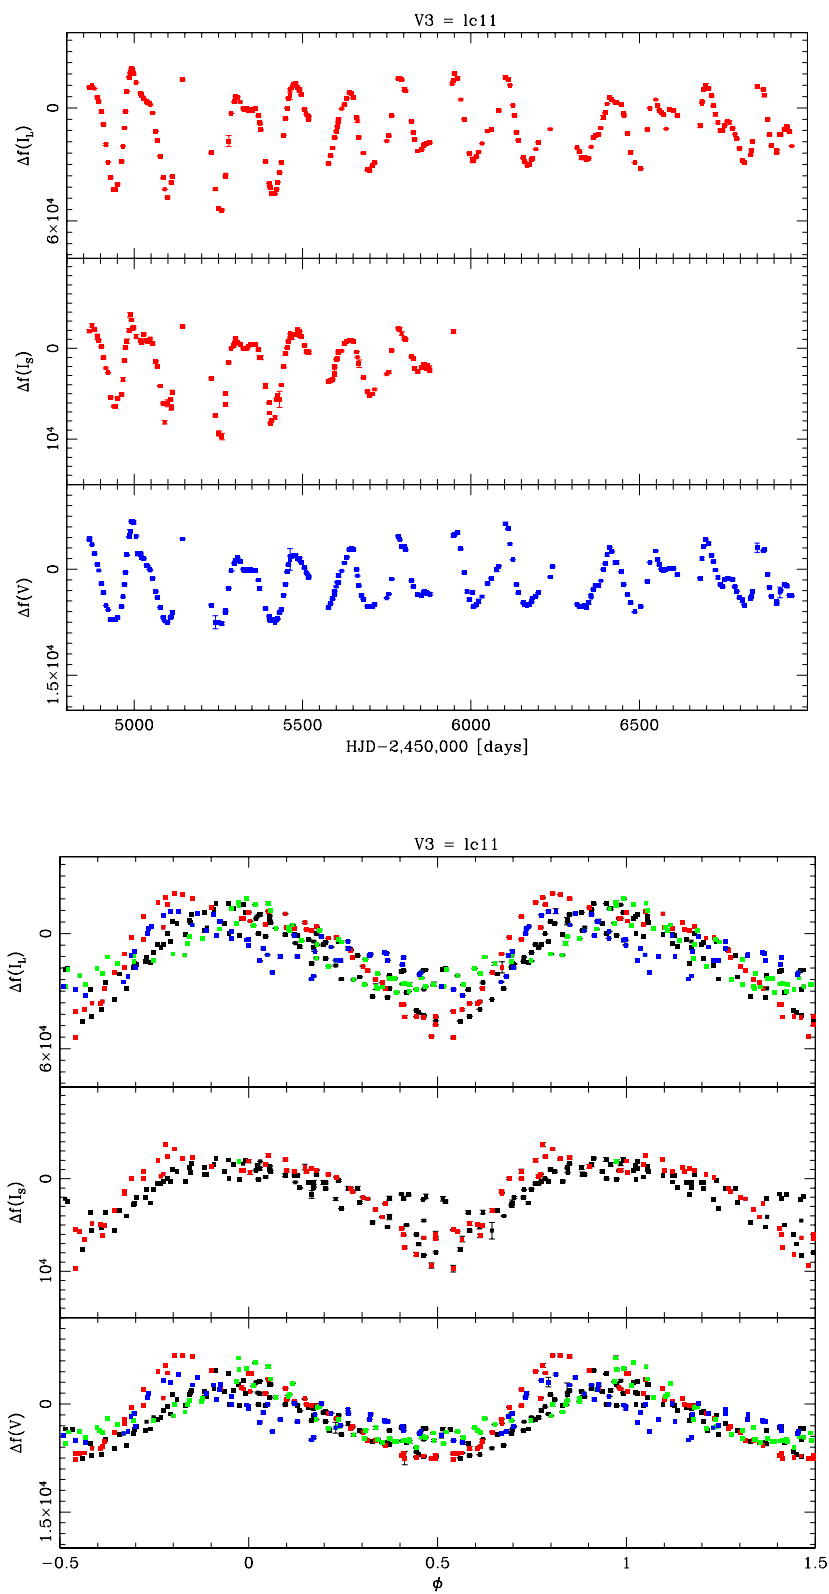 V3 = lc11
Δf(I_L)
0
6×10⁴
Δf(I_S)
0
10⁴
Δf(V)
0
1.5×10⁴
5000 5500 6000 6500
HJD−2,450,000 [days]
V3 = lc11
Δf(I_L)
0
6×10⁴
Δf(I_S)
0
10⁴
Δf(V)
0
1.5×10⁴
−0.5 0 0.5 1 1.5
φ